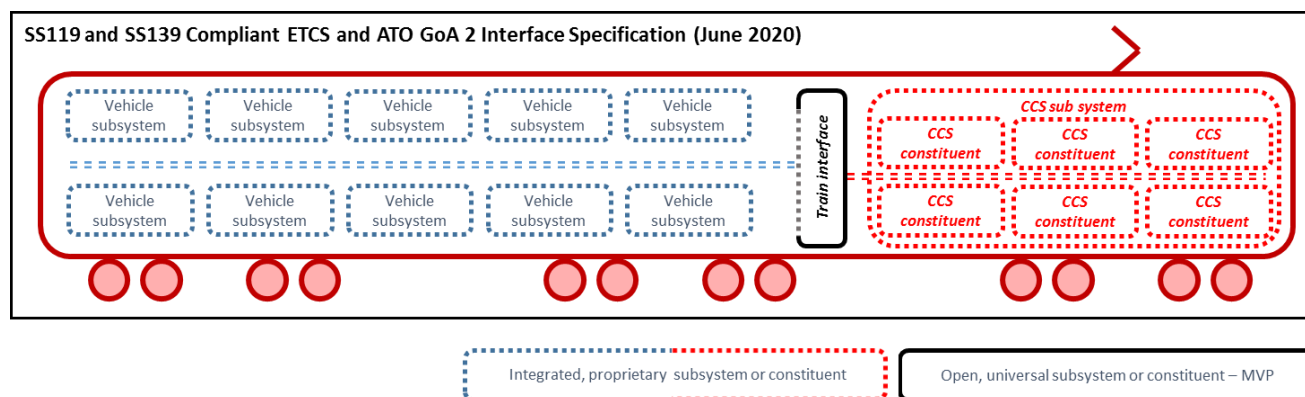 SS119 and SS139 Compliant ETCS and ATO GoA 2 Interface Specification (June 2020)
Vehicle
subsystem
Vehicle
subsystem
Vehicle
subsystem
Vehicle
subsystem
Vehicle
subsystem
Train interface
CCS sub system
CCS
constituent
CCS
constituent
CCS
constituent
Vehicle
subsystem
Vehicle
subsystem
Vehicle
subsystem
Vehicle
subsystem
Vehicle
subsystem
CCS
constituent
CCS
constituent
CCS
constituent
Integrated, proprietary subsystem or constituent
Open, universal subsystem or constituent – MVP